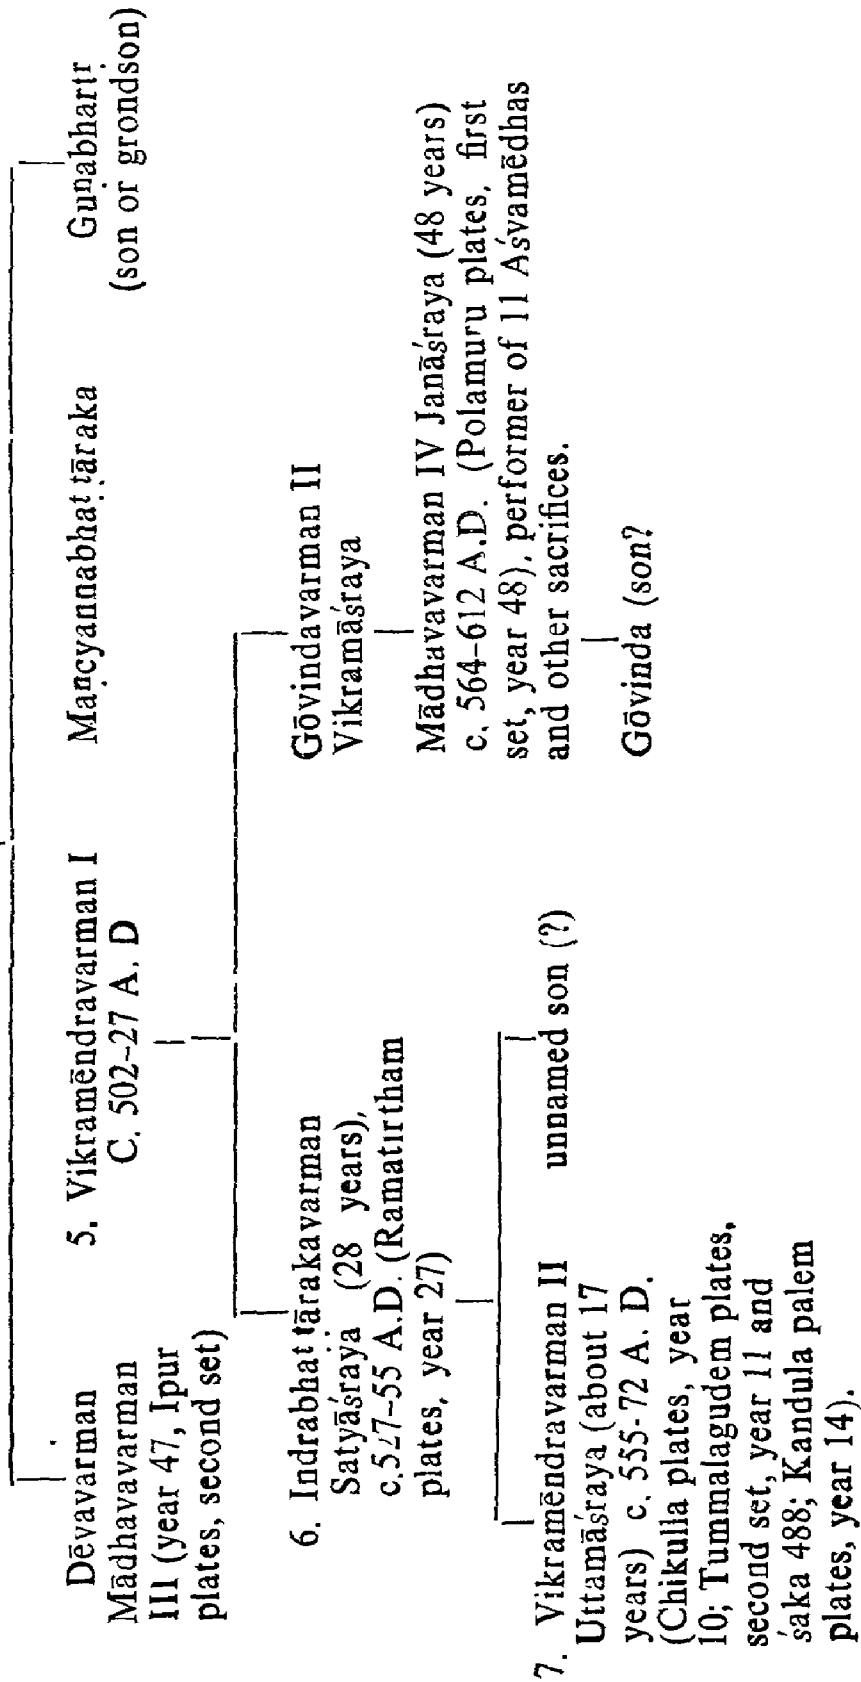 Dēvavarman
Mādhavavarman
III (year 47, Ipur
plates, second set)
5. Vikramēndravarman I
C. 502-27 A. D
Maṇcyannabhaṭṭāraka
Guṇabhartṛ
(son or grondson)
6. Indrabhaṭṭārakavarman
Satyāśraya (28 years),
c.527-55 A.D. (Ramatirtham
plates, year 27)
Gōvindavarman II
Vikramāśraya
Mādhavavarman IV Janāśraya (48 years)
c. 564-612 A.D. (Polamuru plates, first
set, year 48), performer of 11 Aśvamēdhas
and other sacrifices.
Gōvinda (son?
7. Vikramēndravarman II
Uttamāśraya (about 17
years) c. 555-72 A. D.
(Chikulla plates, year
10; Tummalagudem plates,
second set, year 11 and
śaka 488; Kandula palem
plates, year 14).
unnamed son (?)